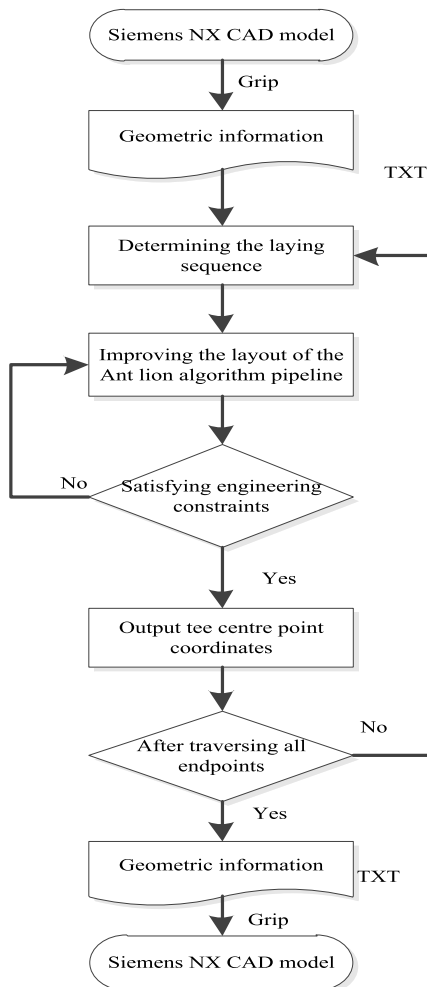 Siemens NX CAD model
Grip
Geometric information
TXT
Determining the laying
sequence
Improving the layout of the
Ant lion algorithm pipeline
No
Satisfying engineering
constraints
Yes
Output tee centre point
coordinates
After traversing all
endpoints
No
Yes
Geometric information
TXT
Grip
Siemens NX CAD model